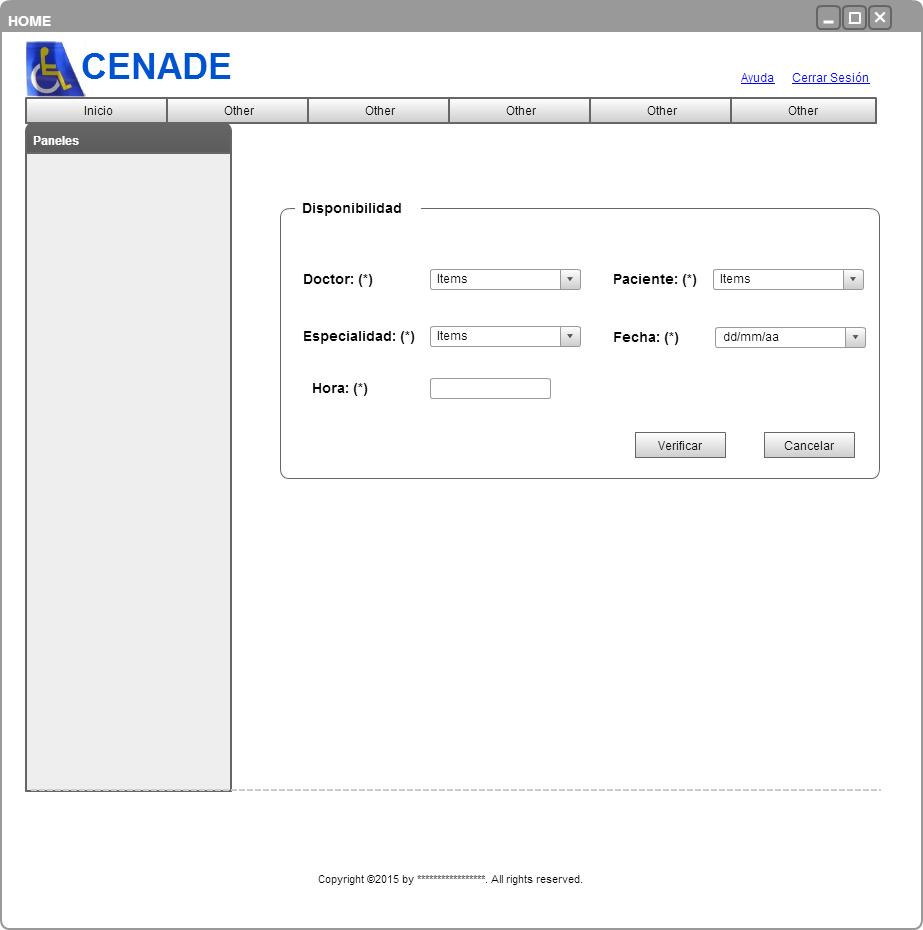 HOME
CENADE
Ayuda Cerrar Sesión
Inicio Other Other Other Other Other
Paneles
Disponibilidad
Doctor: (*) Items Paciente: (*) Items
Especialidad: (*) Items Fecha: (*) dd/mm/aa
Hora: (*)
Verificar Cancelar
Copyright ©2015 by *****************. All rights reserved.